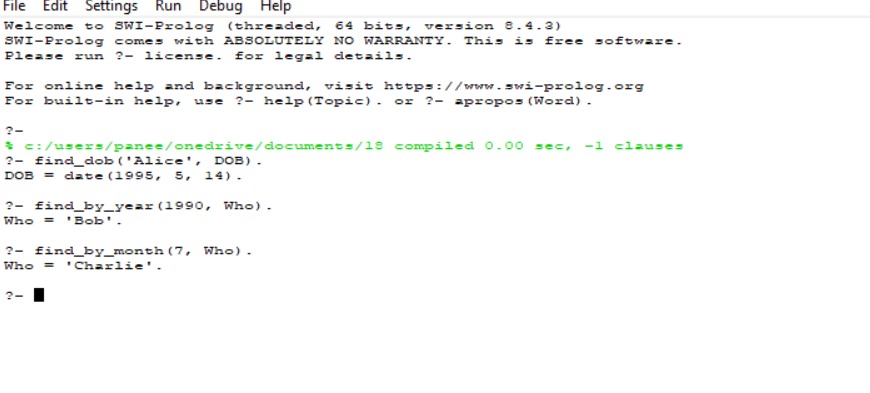 File Edit Settings Run Debug Help
Welcome to SWI-Prolog (threaded, 64 bits, version 8.4.3)
SWI-Prolog comes with ABSOLUTELY NO WARRANTY. This is free software.
Please run ?- license. for legal details.
For online help and background, visit https://www.swi-prolog.org
For built-in help, use ?- help(Topic). or ?- apropos(Word).
?-
% c:/users/panee/onedrive/documents/18 compiled 0.00 sec, -1 clauses
?- find_dob('Alice', DOB).
DOB = date(1995, 5, 14).
?- find_by_year(1990, Who).
Who = 'Bob'.
?- find_by_month(7, Who).
Who = 'Charlie'.
?-